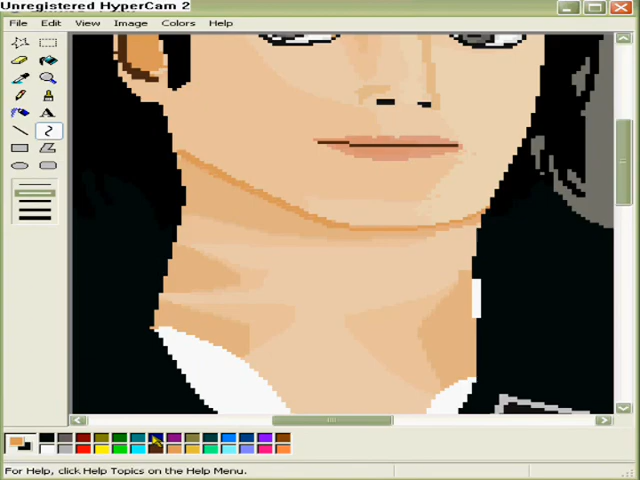 Unregistered HyperCam 2
File Edit View Image Colors Help
A
For Help, click Help Topics on the Help Menu.